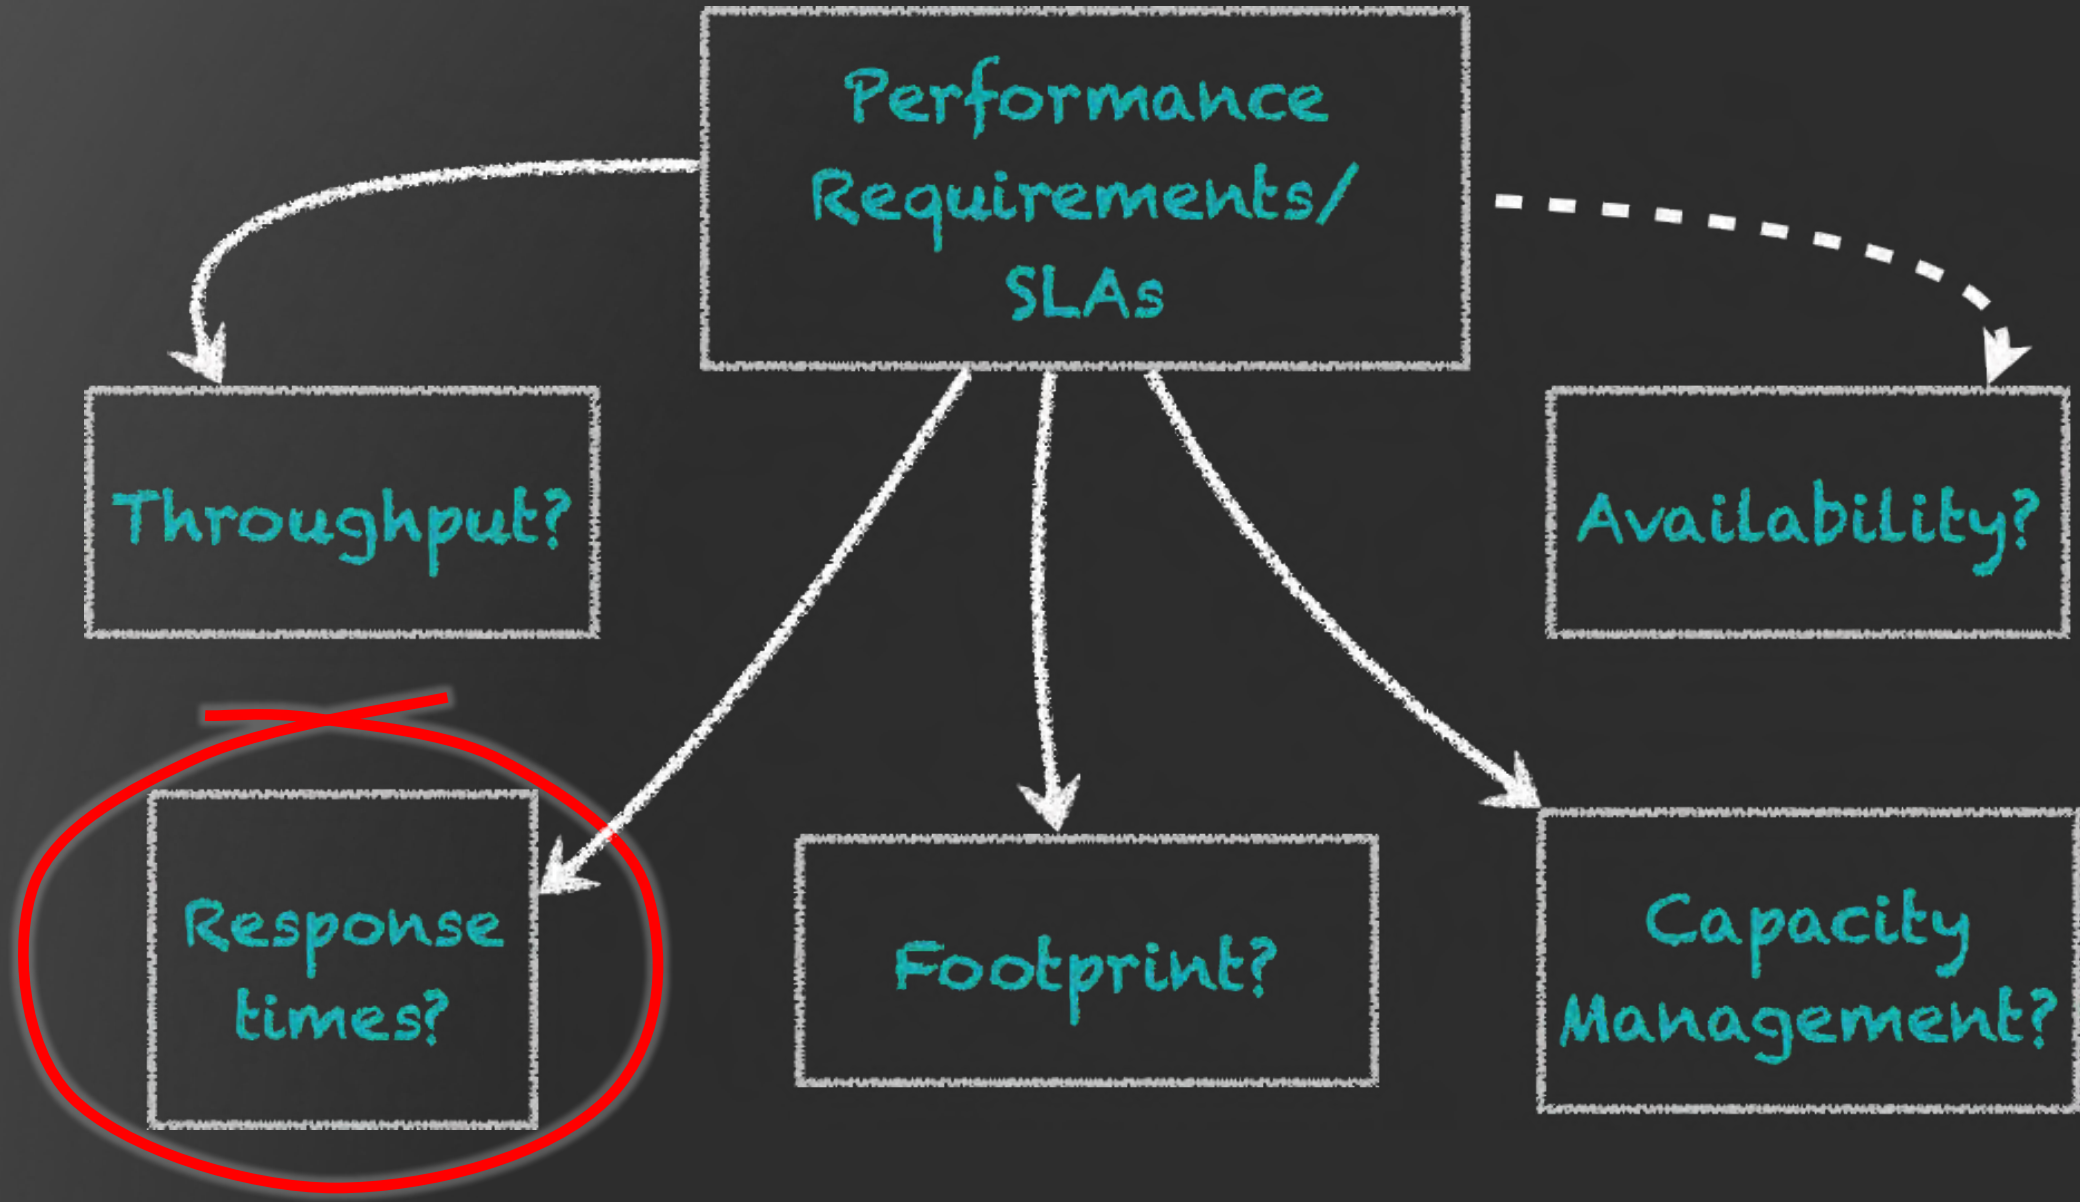 Performance
Requirements/
SLAs
Throughput?
Availability?
Response
times?
Footprint?
Capacity
Management?